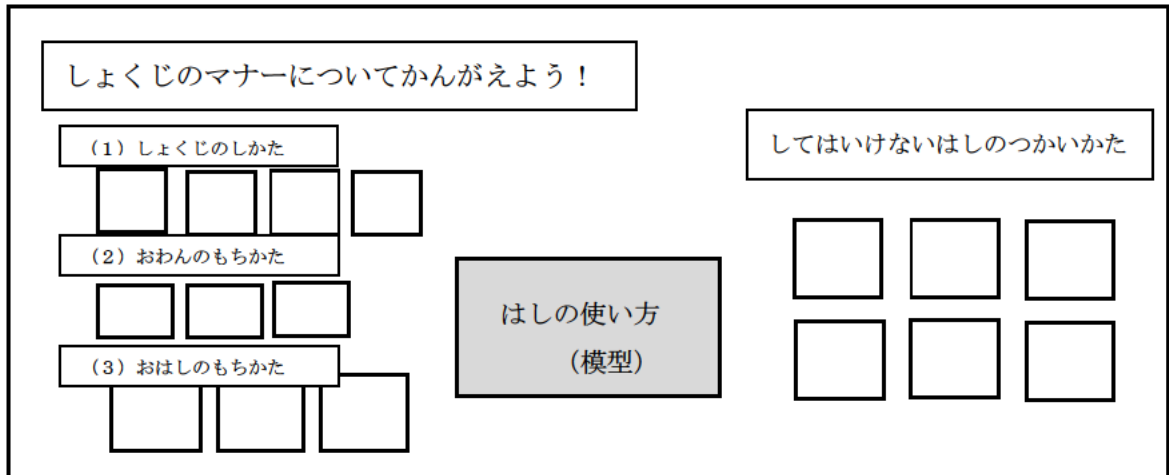 しょくじのマナーについてかんがえよう！
（1）しょくじのしかた
（2）おわんのもちかた
（3）おはしのもちかた
はしの使い方
（模型）
してはいけないはしのつかいかた